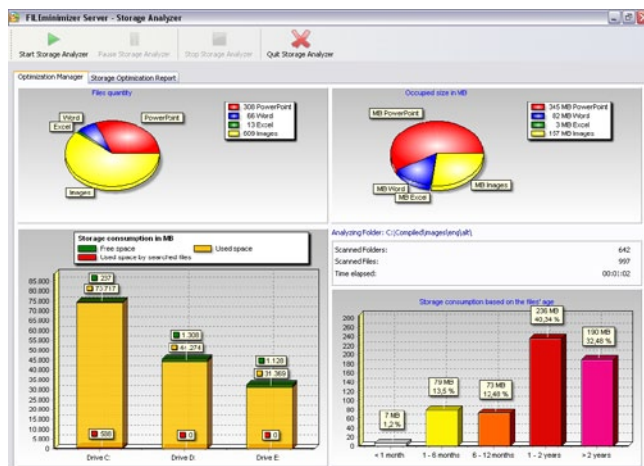 FILEminimizer Server - Storage Analyzer
Start Storage Analyzer Pause Storage Analyzer Stop Storage Analyzer Quit Storage Analyzer
Optimization Manager Storage Optimization Report
Files quantity
Word
Excel
PowerPoint
Images
308 PowerPoint
66 Word
13 Excel
609 Images
Occupied size in MB
MB PowerPoint
MB Word
MB Excel
MB Images
345 MB PowerPoint
82 MB Word
3 MB Excel
157 MB Images
Storage consumption in MB
Free space Used space
Used space by searched files
85.000
80.000
75.000
70.000
65.000
60.000
55.000
50.000
45.000
40.000
35.000
30.000
25.000
20.000
15.000
10.000
5.000
0
237
73.717
1.308
1.128
31.369
0
0
Drive C: Drive D: Drive E:
Analyzing Folder: C:\Compiled\mages\eng\alt\
Scanned Folders: 642
Scanned Files: 997
Time elapsed: 00:01:02
Storage consumption based on the files' age
280
260
240
220
200
180
160
140
120
100
80
60
40
20
0
7 MB
1,2 %
79 MB
13,5 %
73 MB
12,48 %
236 MB
40,34 %
190 MB
32,48 %
< 1 month 1 - 6 months 6 - 12 months 1 - 2 years > 2 years